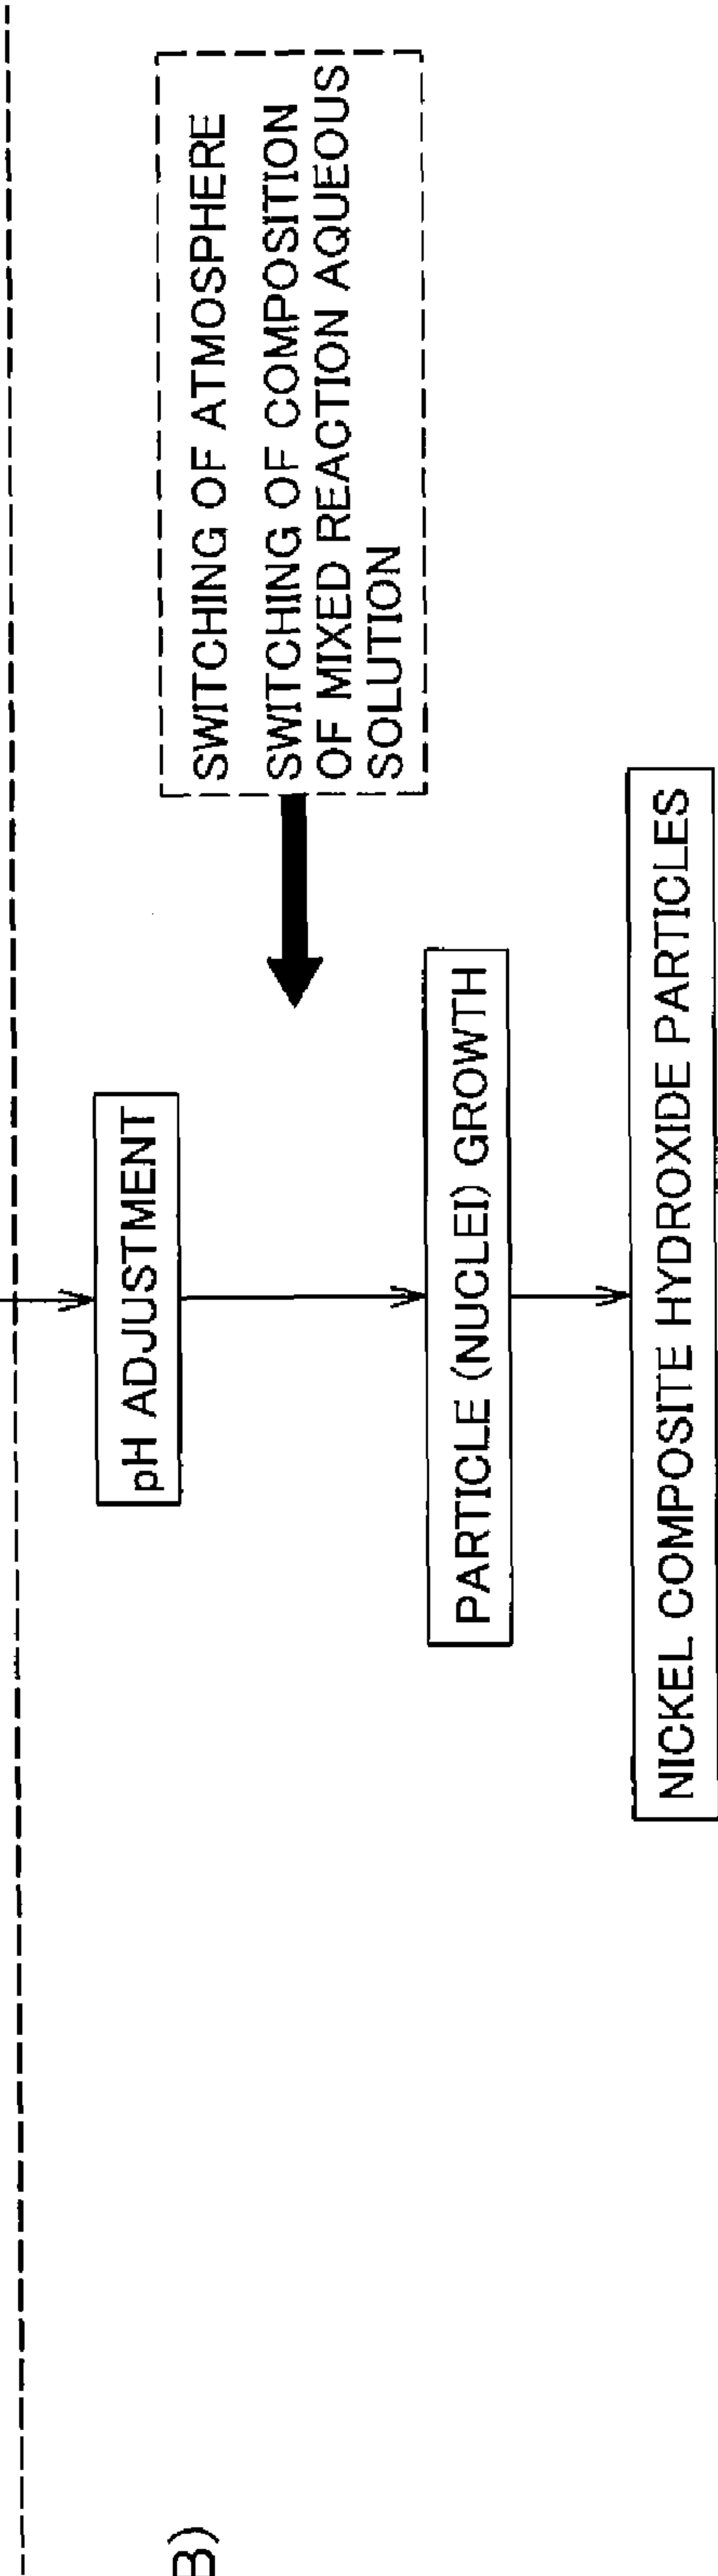 pH ADJUSTMENT
SWITCHING OF ATMOSPHERE
SWITCHING OF COMPOSITION
OF MIXED REACTION AQUEOUS
SOLUTION
PARTICLE (NUCLEI) GROWTH
NICKEL COMPOSITE HYDROXIDE PARTICLES
B)